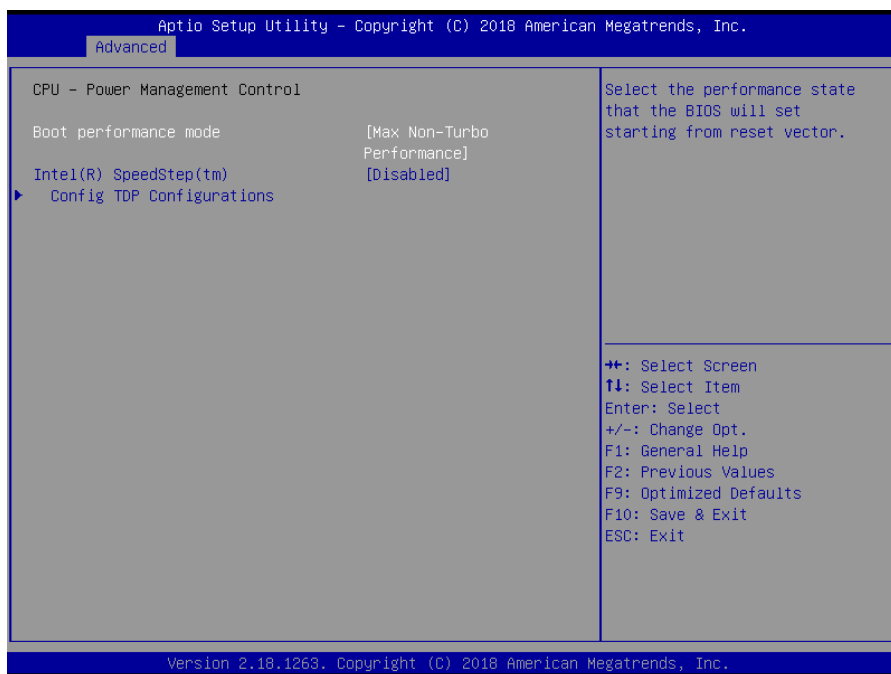 Aptio Setup Utility – Copyright (C) 2018 American Megatrends, Inc.
Advanced
CPU – Power Management Control
Boot performance mode [Max Non-Turbo
Performance]
Intel(R) SpeedStep(tm) [Disabled]
Config TDP Configurations
Select the performance state
that the BIOS will set
starting from reset vector.
→←: Select Screen
↑↓: Select Item
Enter: Select
+/-: Change Opt.
F1: General Help
F2: Previous Values
F9: Optimized Defaults
F10: Save & Exit
ESC: Exit
Version 2.18.1263. Copyright (C) 2018 American Megatrends, Inc.